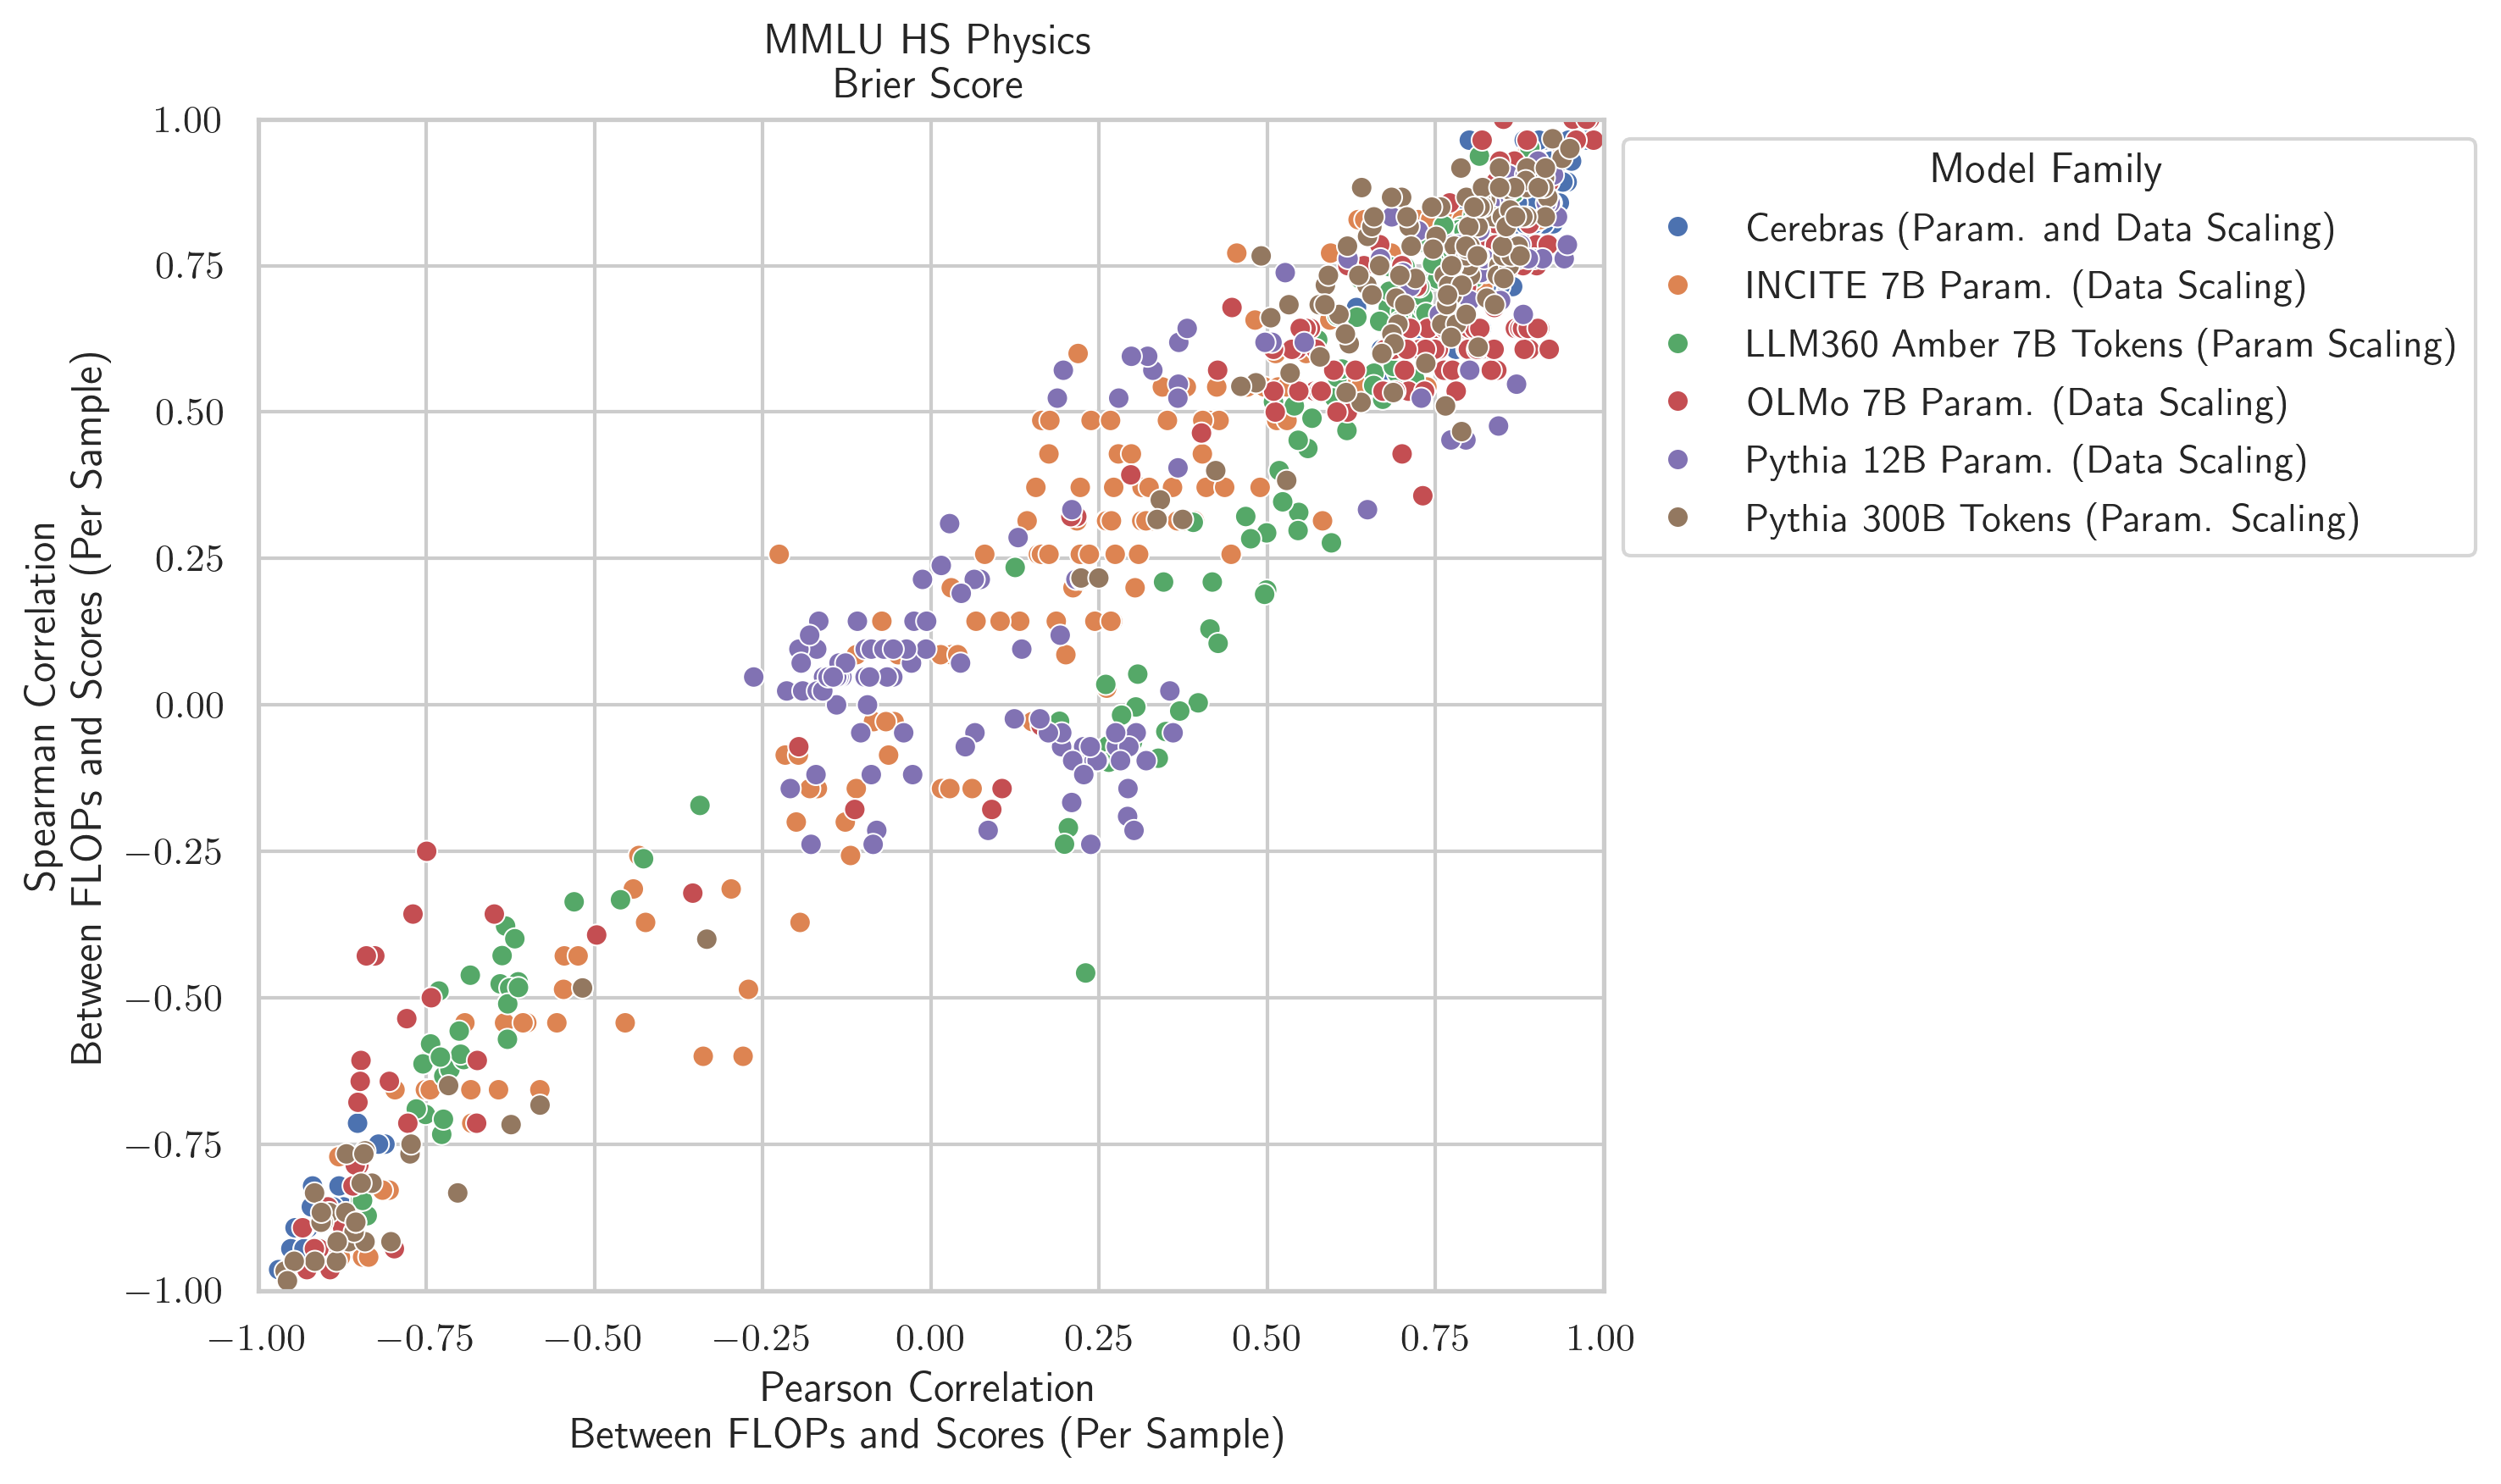 MMLU HS Physics
Brier Score
Spearman Correlation
Between FLOPs and Scores (Per Sample)
1.00
0.75
0.50
0.25
0.00
−0.25
−0.50
−0.75
−1.00
−1.00
−0.75
−0.50
−0.25
0.00
0.25
0.50
0.75
1.00
Pearson Correlation
Between FLOPs and Scores (Per Sample)
Model Family
Cerebras (Param. and Data Scaling)
INCITE 7B Param. (Data Scaling)
LLM360 Amber 7B Tokens (Param Scaling)
OLMo 7B Param. (Data Scaling)
Pythia 12B Param. (Data Scaling)
Pythia 300B Tokens (Param. Scaling)